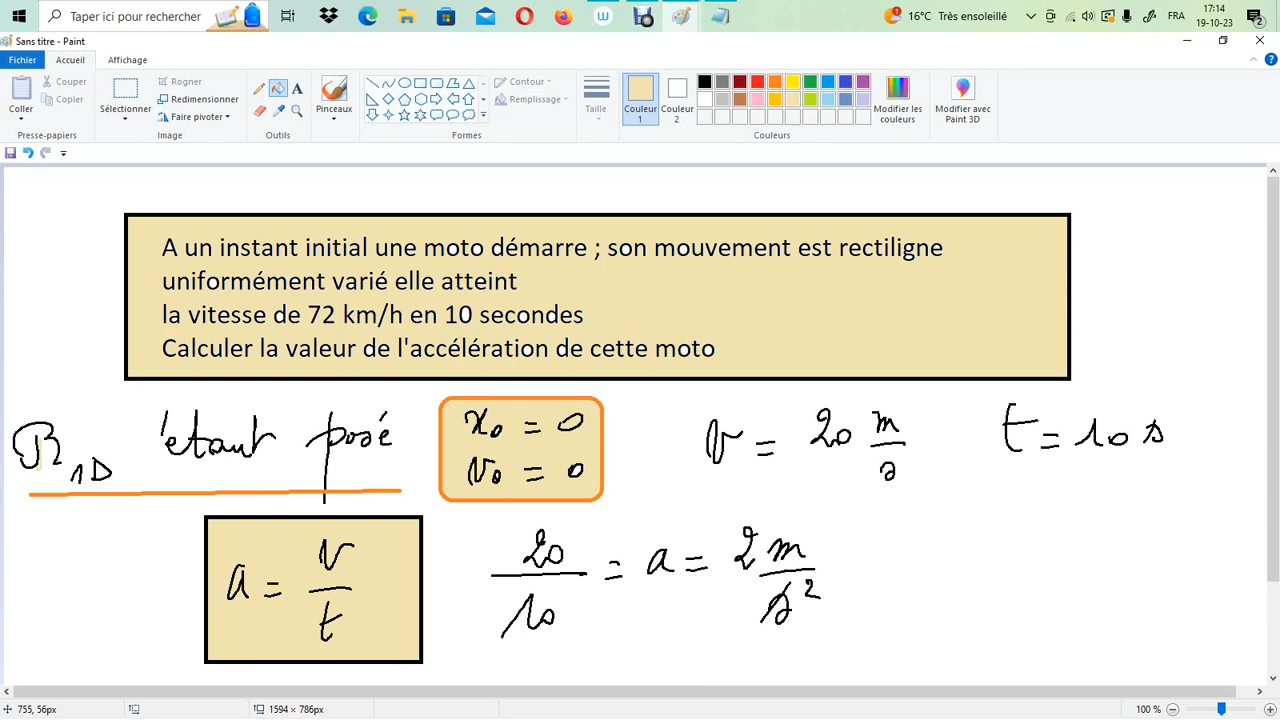 Taper ici pour rechercher
16°C Très ensoleillé
FRA
17:14
19-10-23
2
Sans titre - Paint
Fichier Accueil Affichage
Coller
Couper
Copier
Presse-papiers
Sélectionner
Rogner
Redimensionner
Faire pivoter
Image
A
Outils
Pinceaux
Contour
Remplissage
Formes
Taille
Couleur 1
Couleur 2
Modifier les couleurs
Couleurs
Modifier avec Paint 3D
A un instant initial une moto démarre ; son mouvement est rectiligne
uniformément varié elle atteint
la vitesse de 72 km/h en 10 secondes
Calculer la valeur de l'accélération de cette moto
R 1D étant posé
x₀ = 0
v₀ = 0
v = 20 m/s
t = 10 s
a = v/t
20/10 = a = 2 m/s²
755, 56px
1594 × 786px
100 %